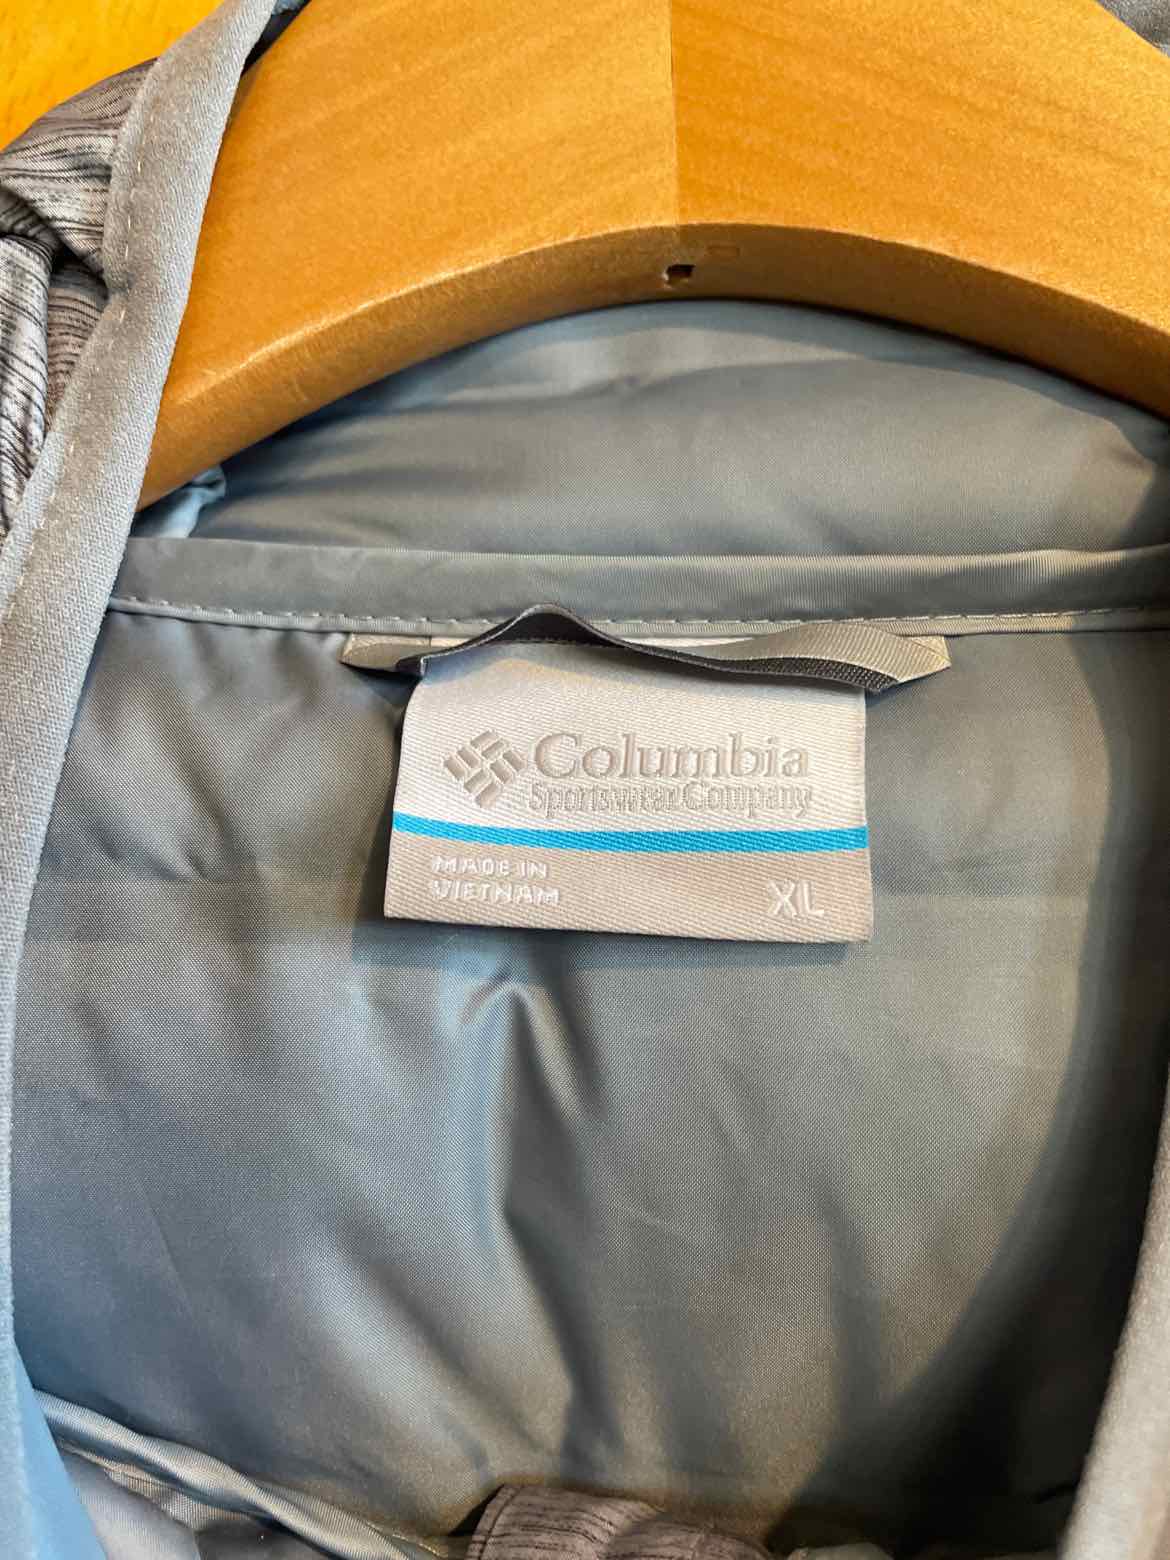 Columbia
Sportswear Company
MADE IN
VIETNAM
XL